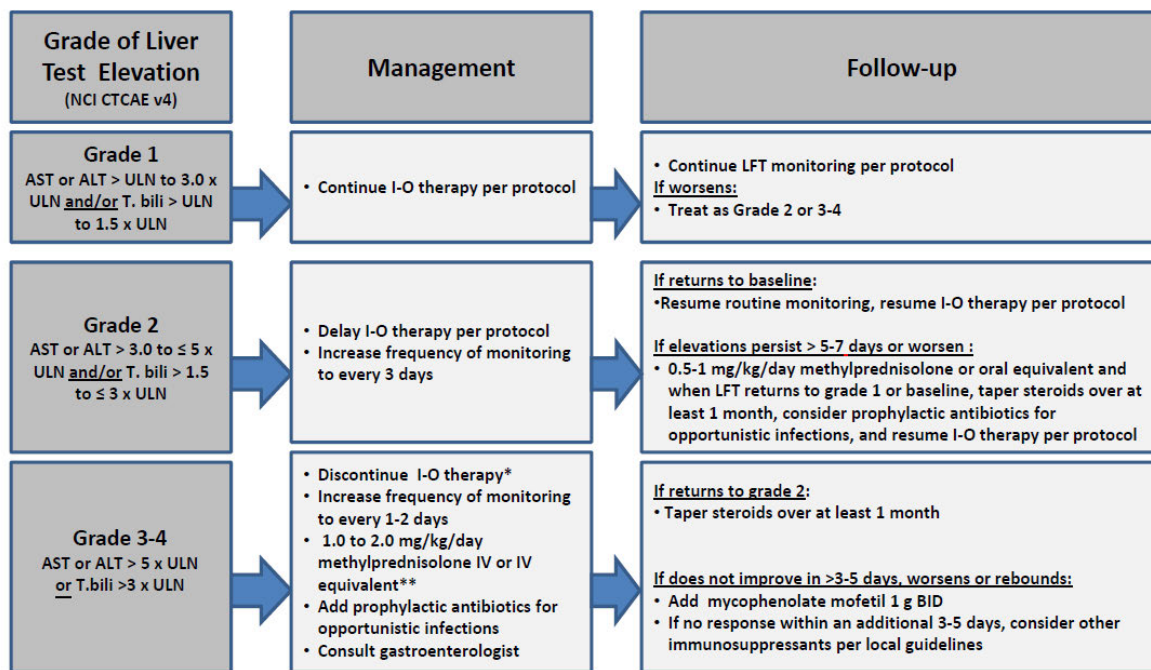 Grade of Liver
Test Elevation
(NCI CTCAE v4)
Management
Follow-up
Grade 1
AST or ALT > ULN to 3.0 x
ULN and/or T. bili > ULN
to 1.5 x ULN
• Continue I-O therapy per protocol
• Continue LFT monitoring per protocol
If worsens:
• Treat as Grade 2 or 3-4
Grade 2
AST or ALT > 3.0 to ≤ 5 x
ULN and/or T. bili > 1.5
to ≤ 3 x ULN
• Delay I-O therapy per protocol
• Increase frequency of monitoring
to every 3 days
If returns to baseline:
•Resume routine monitoring, resume I-O therapy per protocol
If elevations persist > 5-7 days or worsen :
• 0.5-1 mg/kg/day methylprednisolone or oral equivalent and
when LFT returns to grade 1 or baseline, taper steroids over at
least 1 month, consider prophylactic antibiotics for
opportunistic infections, and resume I-O therapy per protocol
Grade 3-4
AST or ALT > 5 x ULN
or T.bili >3 x ULN
• Discontinue I-O therapy*
• Increase frequency of monitoring
to every 1-2 days
• 1.0 to 2.0 mg/kg/day
methylprednisolone IV or IV
equivalent**
• Add prophylactic antibiotics for
opportunistic infections
• Consult gastroenterologist
If returns to grade 2:
• Taper steroids over at least 1 month
If does not improve in >3-5 days, worsens or rebounds:
• Add mycophenolate mofetil 1 g BID
• If no response within an additional 3-5 days, consider other
immunosuppressants per local guidelines